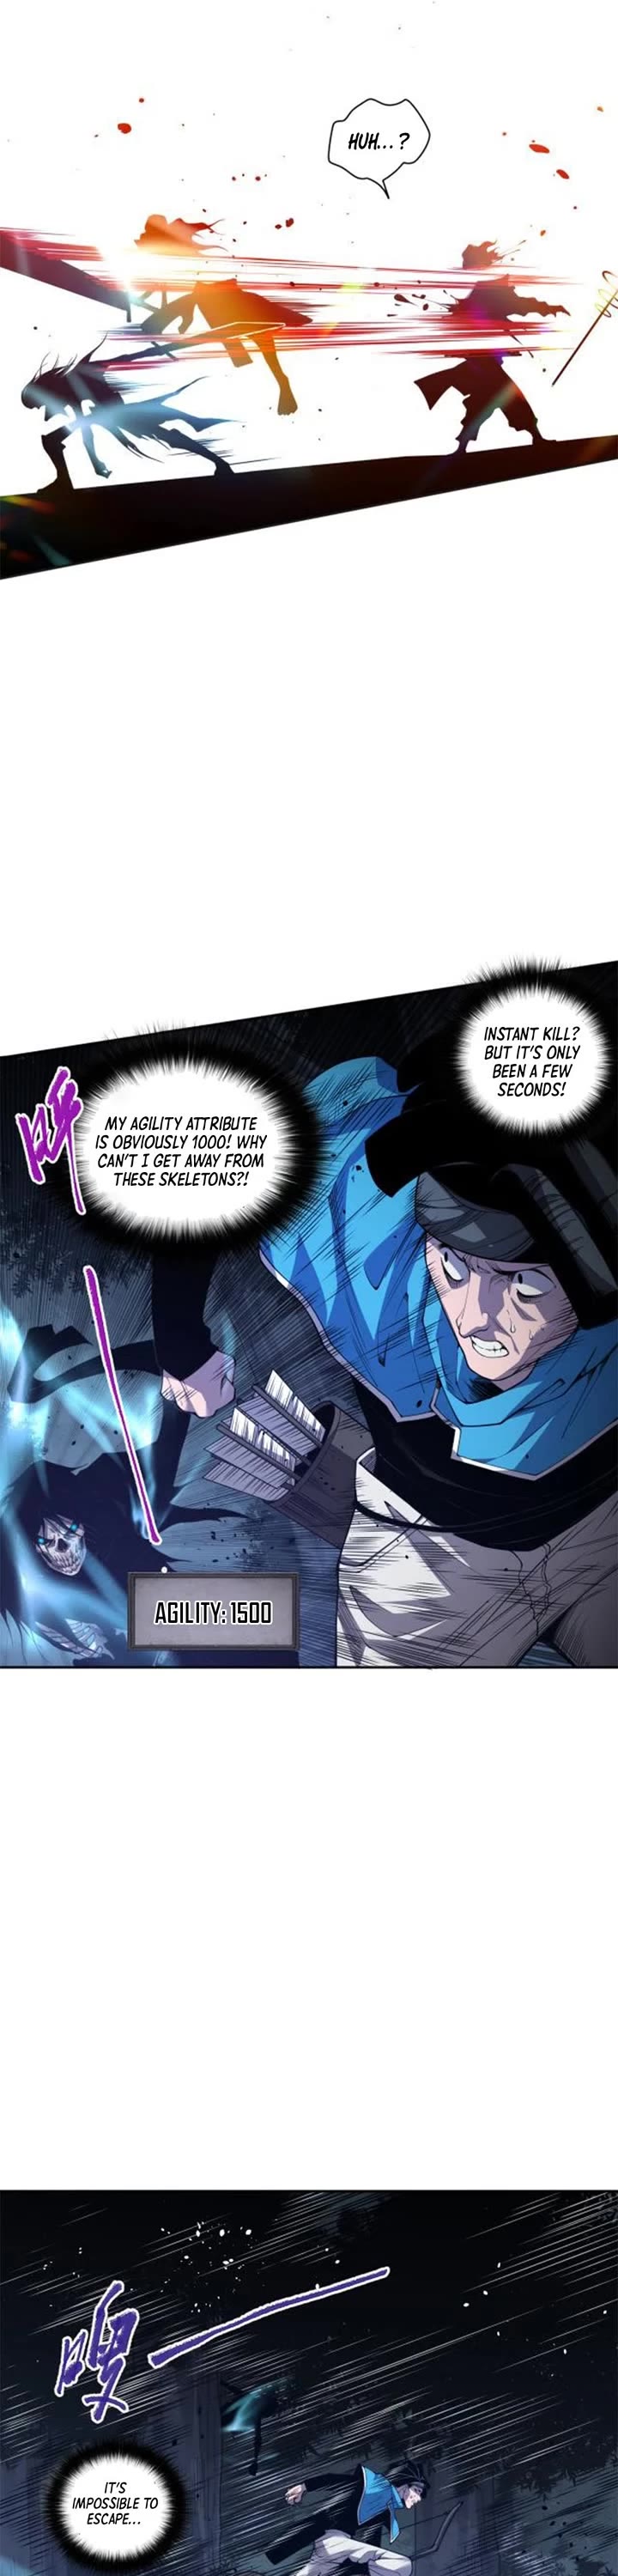 HUH...?
INSTANT KILL?
BUT IT'S ONLY
BEEN A FEW
SECONDS!
MY AGILITY ATTRIBUTE
IS OBVIOUSLY 1000! WHY
CAN'T I GET AWAY FROM
THESE SKELETONS?!
AGILITY: 1500
嗖
IT'S
IMPOSSIBLE TO
ESCAPE...